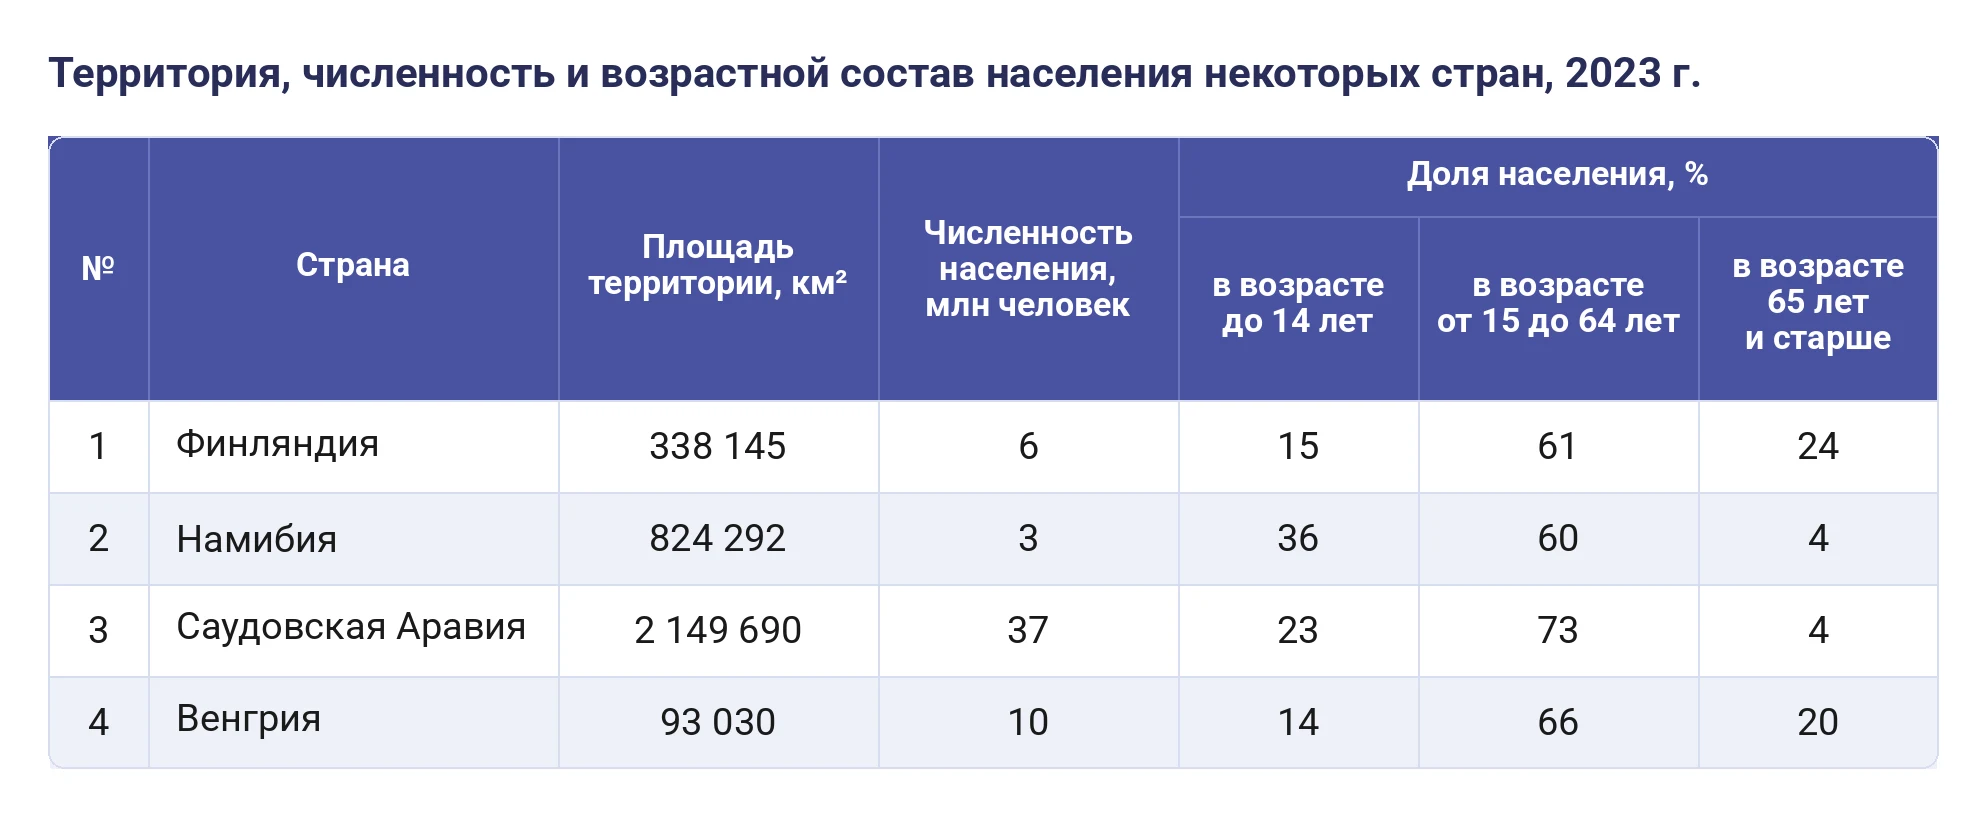 Территория, численность и возрастной состав населения некоторых стран, 2023 г.
№
Страна
Площадь
территории, км²
Численность
населения,
млн человек
Доля населения, %
в возрасте
до 14 лет
в возрасте
от 15 до 64 лет
в возрасте
65 лет
и старше
1 Финляндия 338 145 6 15 61 24
2 Намибия 824 292 3 36 60 4
3 Саудовская Аравия 2 149 690 37 23 73 4
4 Венгрия 93 030 10 14 66 20